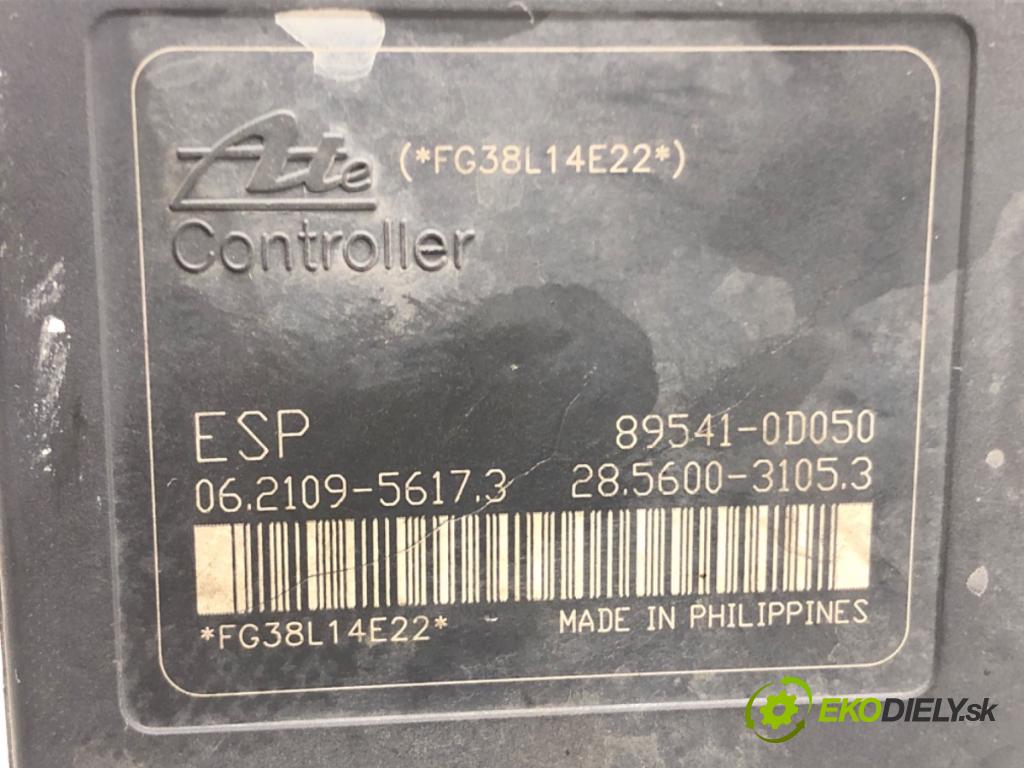 Ate (*FG38L14E22*)
Controller
ESP 89541-0D050
06.2109-5617.3 28.5600-3105.3
*FG38L14E22* MADE IN PHILIPPINES
EKODIELY.sk